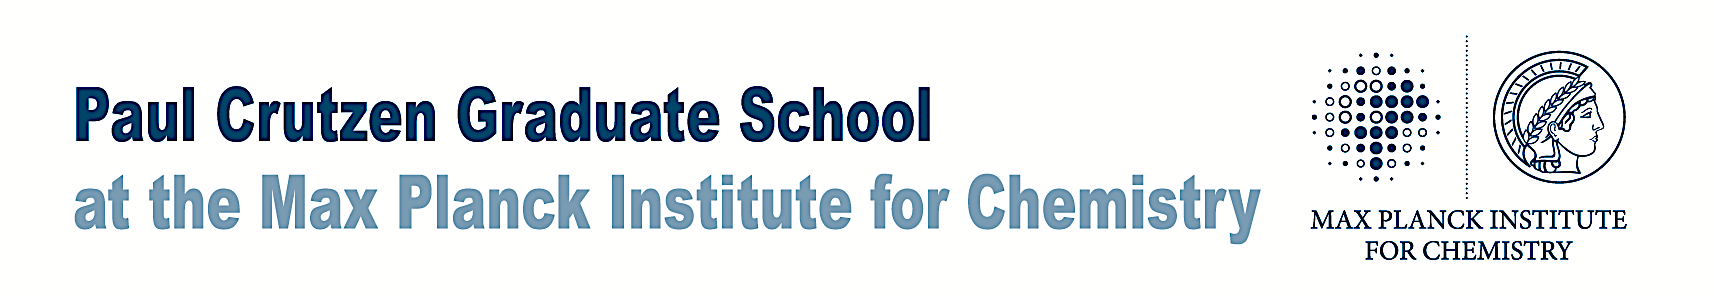 Paul Crutzen Graduate School
at the Max Planck Institute for Chemistry
MAX PLANCK INSTITUTE
FOR CHEMISTRY